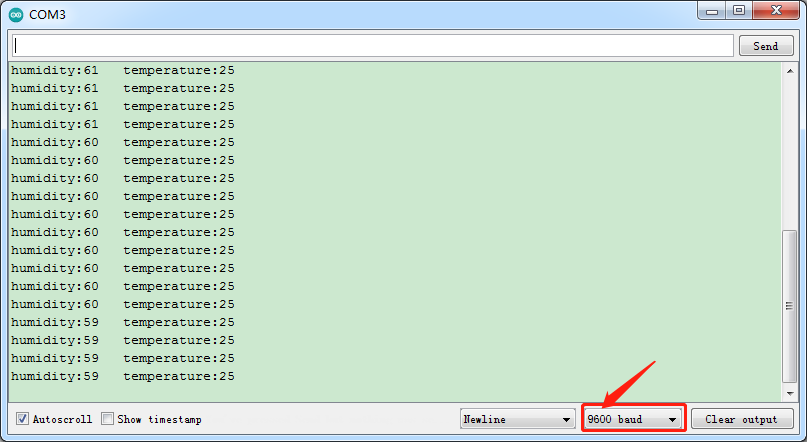 COM3
Send
humidity:61 temperature:25
humidity:61 temperature:25
humidity:61 temperature:25
humidity:61 temperature:25
humidity:60 temperature:25
humidity:60 temperature:25
humidity:60 temperature:25
humidity:60 temperature:25
humidity:60 temperature:25
humidity:60 temperature:25
humidity:60 temperature:25
humidity:60 temperature:25
humidity:60 temperature:25
humidity:60 temperature:25
humidity:59 temperature:25
humidity:59 temperature:25
humidity:59 temperature:25
humidity:59 temperature:25
Autoscroll Show timestamp Newline 9600 baud Clear output